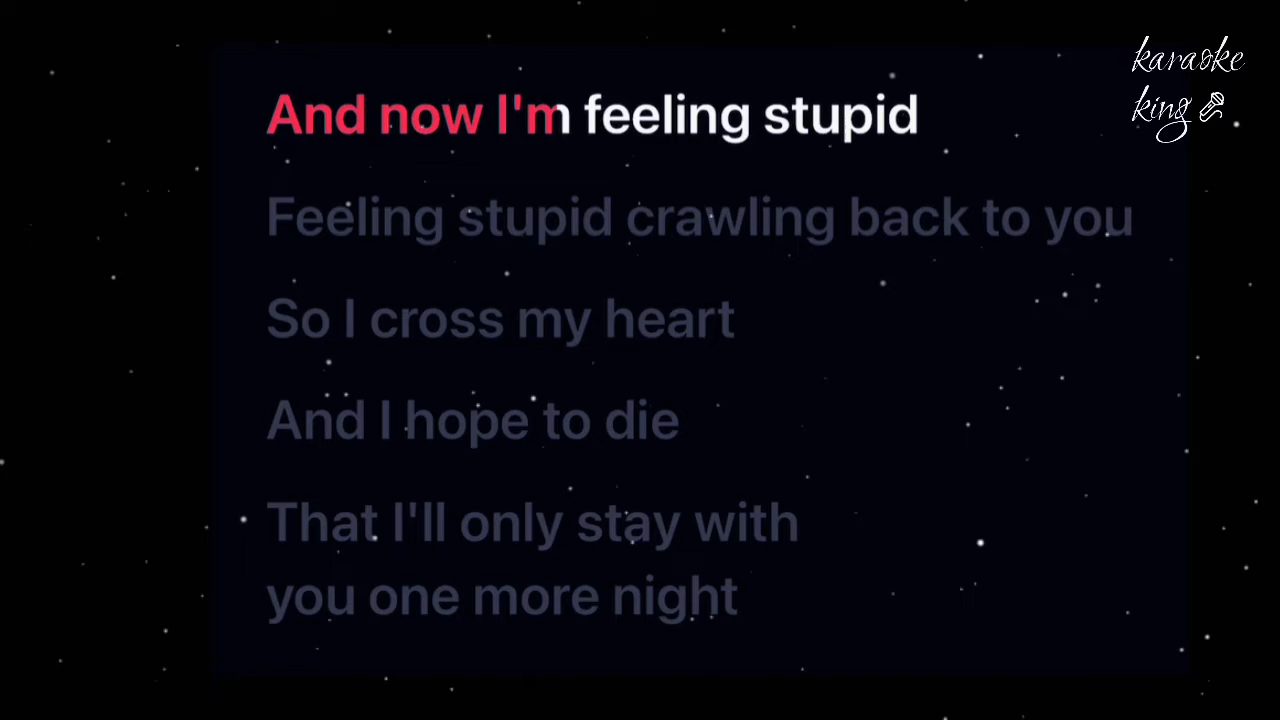 And now I'm feeling stupid
Feeling stupid crawling back to you
So I cross my heart
And I hope to die
That I'll only stay with
you one more night
karaoke
king